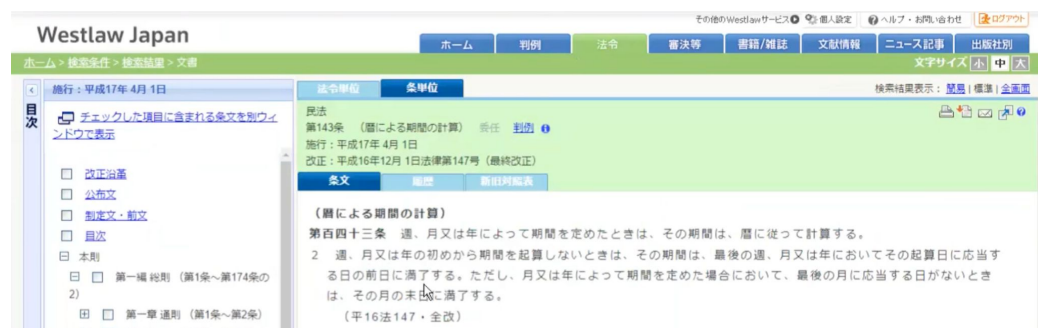 その他のWestlawサービス 個人設定 ヘルプ・お問い合わせ ログアウト
Westlaw Japan
ホーム 判例 法令 審決等 書籍/雑誌 文献情報 ニュース記事 出版社別
ホーム > 検索条件 > 検索結果 > 文書
文字サイズ 小 中 大
目次
施行：平成17年 4月 1日
チェックした項目に含まれる条文を別ウィ
ンドウで表示
改正沿革
公布文
制定文・前文
目次
本則
第一編 総則 （第1条～第174条の
2）
第一章 通則 （第1条～第2条）
法令単位 条単位
検索結果表示： 簡易 | 標準 | 全画面
民法
第143条 （暦による期間の計算） 委任 判例
施行：平成17年 4月 1日
改正：平成16年12月 1日法律第147号（最終改正）
条文 履歴 新旧対照表
（暦による期間の計算）
第百四十三条 週、月又は年によって期間を定めたときは、その期間は、暦に従って計算する。
2 週、月又は年の初めから期間を起算しないときは、その期間は、最後の週、月又は年においてその起算日に応当す
る日の前日に満了する。ただし、月又は年によって期間を定めた場合において、最後の月に応当する日がないとき
は、その月の末日に満了する。
（平16法147・全改）